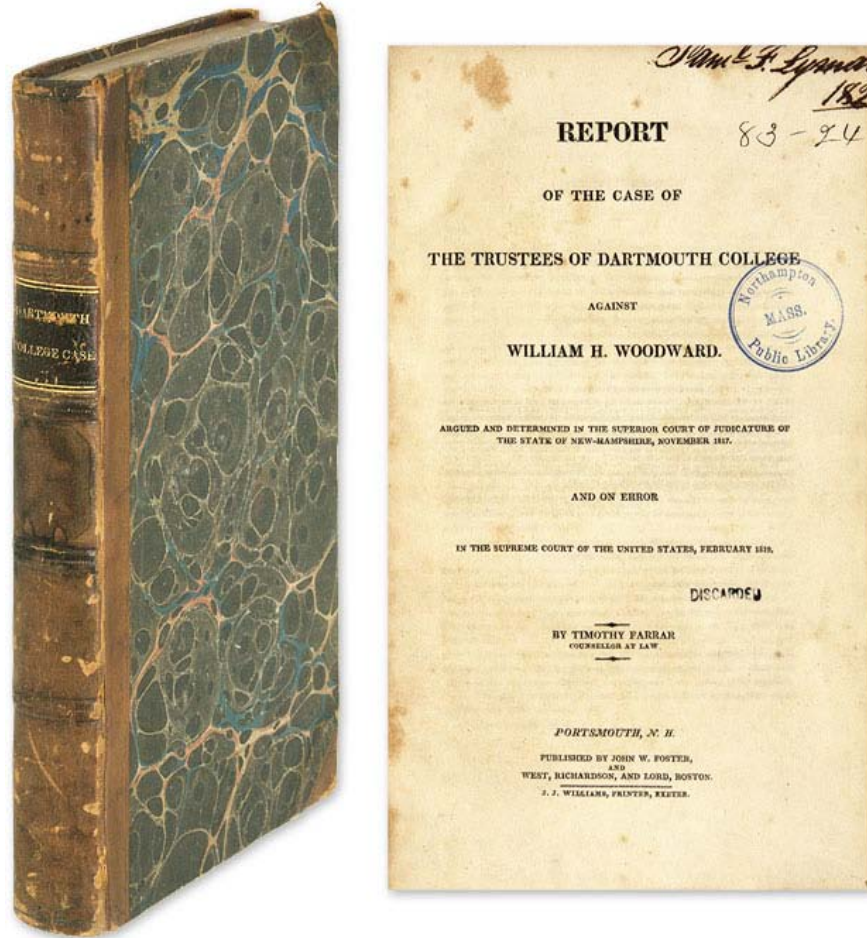 DARTMOUTH
COLLEGE CASE
Sam'l F. Lyman
182
83-24
REPORT
OF THE CASE OF
THE TRUSTEES OF DARTMOUTH COLLEGE
AGAINST
WILLIAM H. WOODWARD.
Northampton
MASS.
Public Library.
ARGUED AND DETERMINED IN THE SUPERIOR COURT OF JUDICATURE OF
THE STATE OF NEW-HAMPSHIRE, NOVEMBER 1817.
AND ON ERROR
IN THE SUPREME COURT OF THE UNITED STATES, FEBRUARY 1819.
DISCARDED
BY TIMOTHY FARRAR
COUNSELLOR AT LAW
PORTSMOUTH, N. H.
PUBLISHED BY JOHN W. FOSTER,
AND
WEST, RICHARDSON, AND LORD, BOSTON.
J. J. WILLIAMS, PRINTER, EXETER.